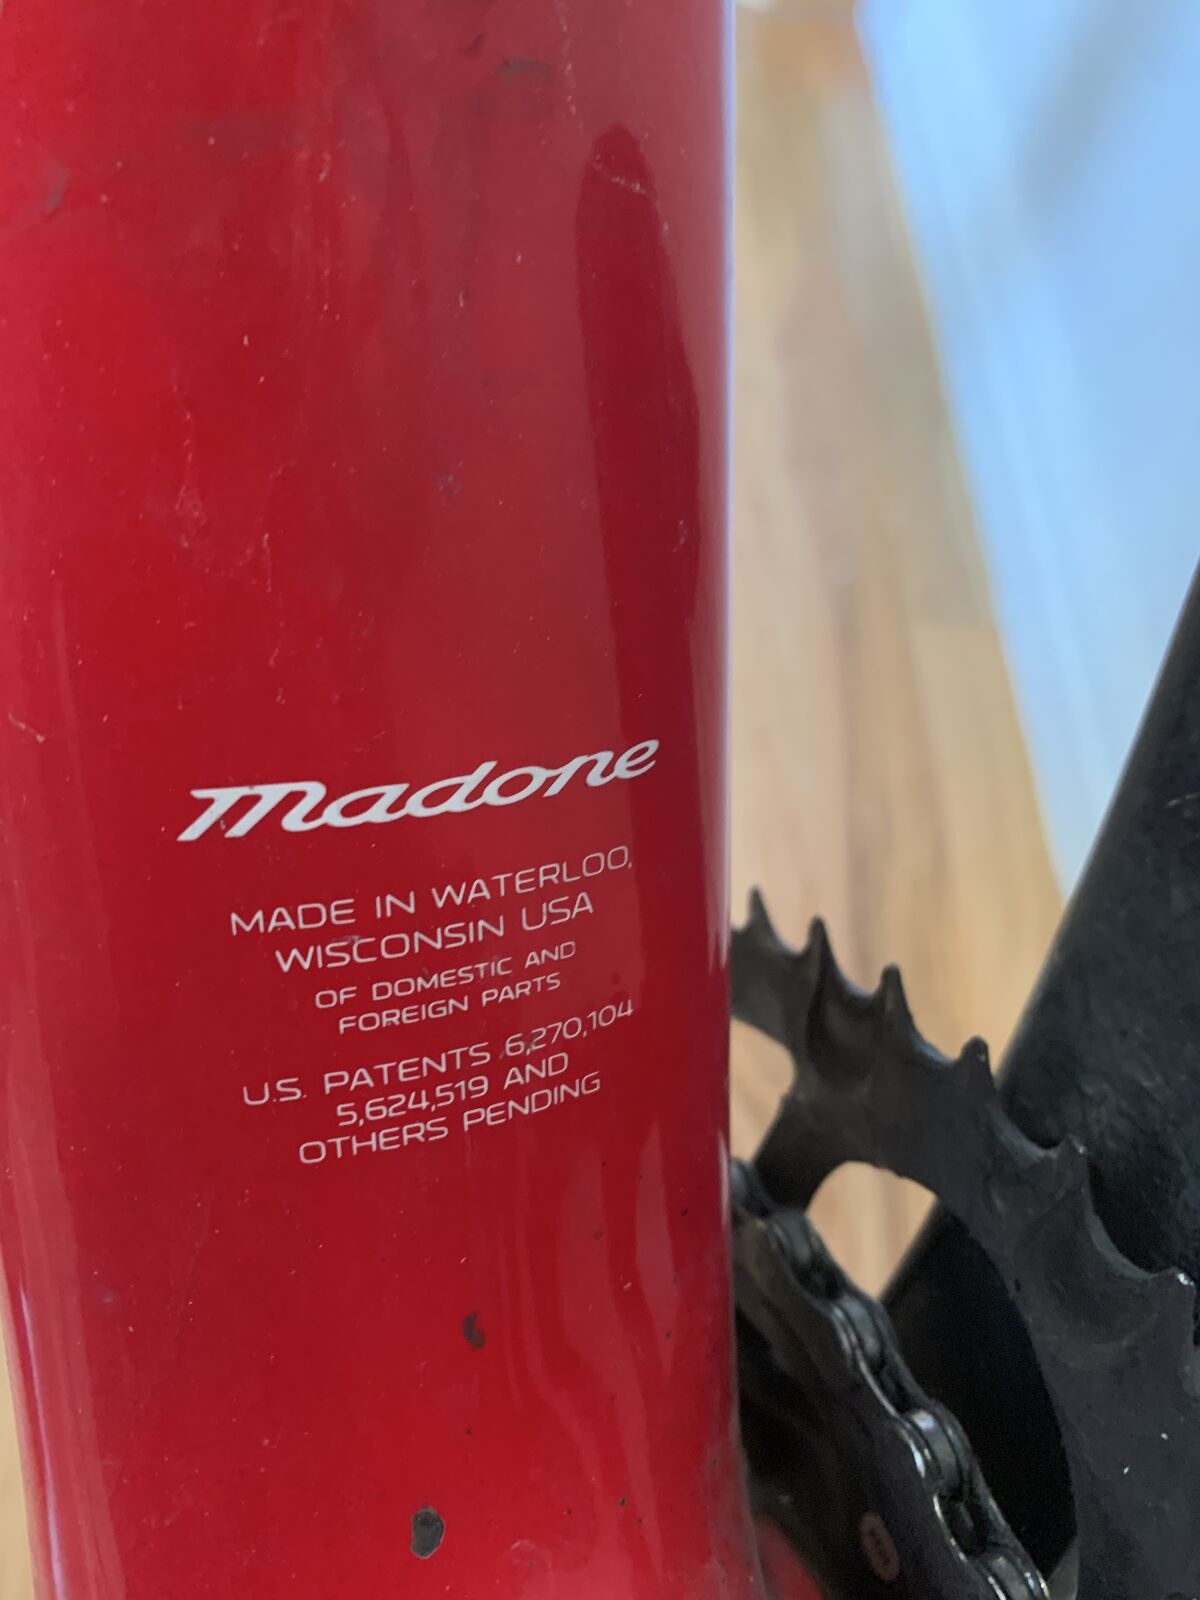 Madone
MADE IN WATERLOO,
WISCONSIN USA
OF DOMESTIC AND
FOREIGN PARTS
U.S. PATENTS 6,270,104
5,624,519 AND
OTHERS PENDING